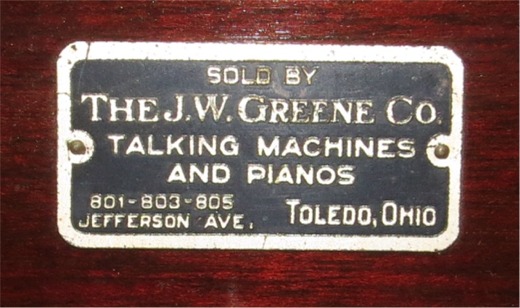 SOLD BY
THE J.W. GREENE CO.
TALKING MACHINES
AND PIANOS
801-803-805
JEFFERSON AVE.
TOLEDO, OHIO